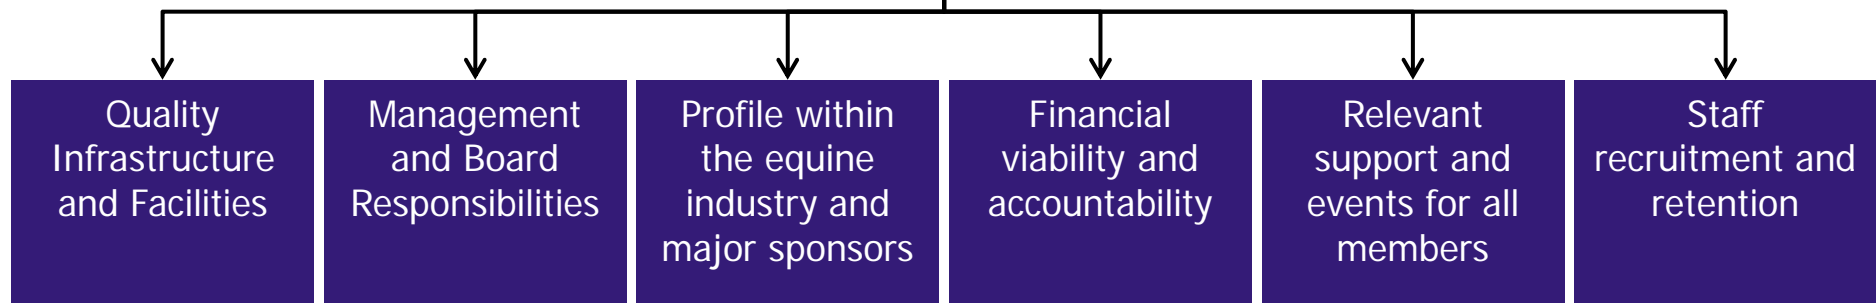 Quality
Infrastructure
and Facilities
Management
and Board
Responsibilities
Profile within
the equine
industry and
major sponsors
Financial
viability and
accountability
Relevant
support and
events for all
members
Staff
recruitment and
retention